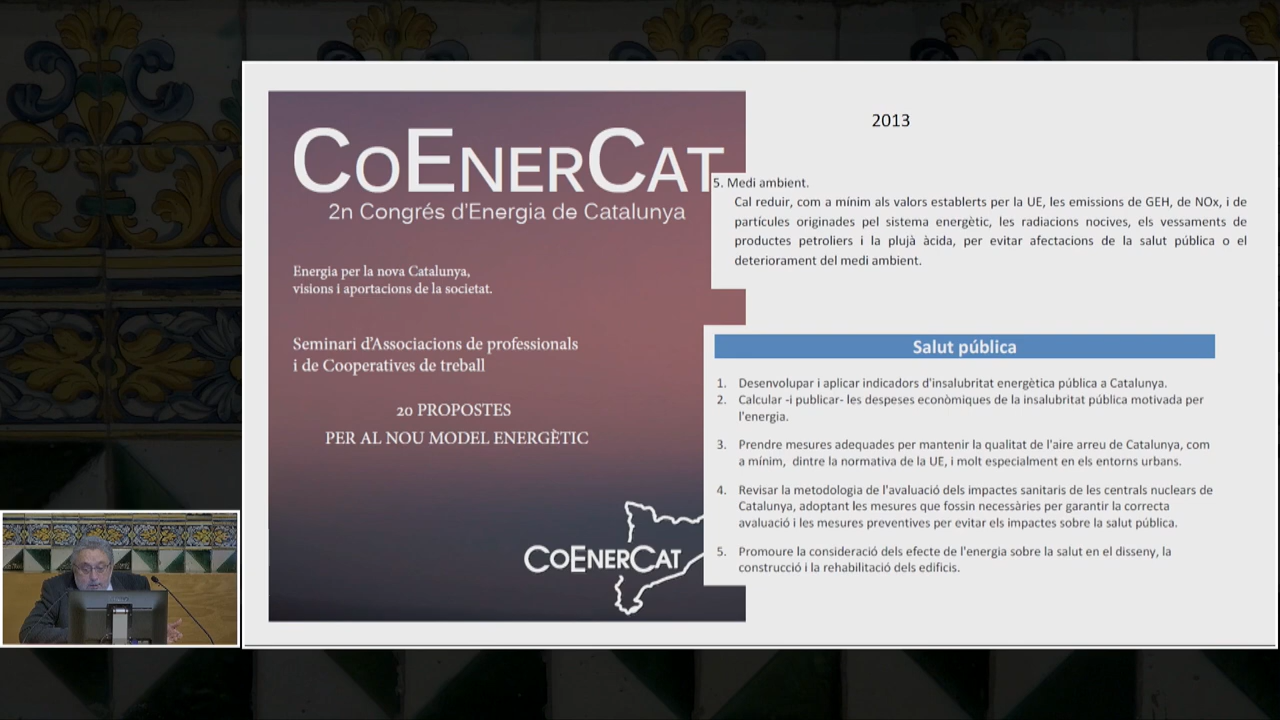 COENERCAT
2n Congrés d'Energia de Catalunya
Energia per la nova Catalunya,
visions i aportacions de la societat.
Seminari d'Associacions de professionals
i de Cooperatives de treball
20 PROPOSTES
PER AL NOU MODEL ENERGÈTIC
COENERCAT
2013
5. Medi ambient.
Cal reduir, com a mínim als valors establerts per la UE, les emissions de GEH, de NOx, i de
partícules originades pel sistema energètic, les radiacions nocives, els vessaments de
productes petroliers i la plujà àcida, per evitar afectacions de la salut pública o el
deteriorament del medi ambient.
Salut pública
1. Desenvolupar i aplicar indicadors d'insalubritat energètica pública a Catalunya.
2. Calcular -i publicar- les despeses econòmiques de la insalubritat pública motivada per
l'energia.
3. Prendre mesures adequades per mantenir la qualitat de l'aire arreu de Catalunya, com
a mínim, dintre la normativa de la UE, i molt especialment en els entorns urbans.
4. Revisar la metodologia de l'avaluació dels impactes sanitaris de les centrals nuclears de
Catalunya, adoptant les mesures que fossin necessàries per garantir la correcta
avaluació i les mesures preventives per evitar els impactes sobre la salut pública.
5. Promoure la consideració dels efecte de l'energia sobre la salut en el disseny, la
construcció i la rehabilitació dels edificis.